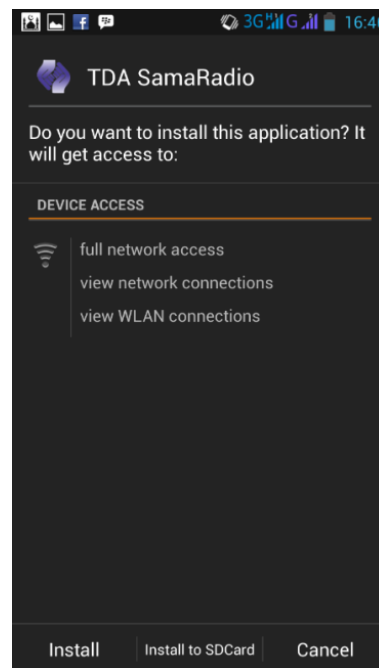 3G H G 16:40
TDA SamaRadio
Do you want to install this application? It
will get access to:
DEVICE ACCESS
full network access
view network connections
view WLAN connections
Install Install to SDCard Cancel